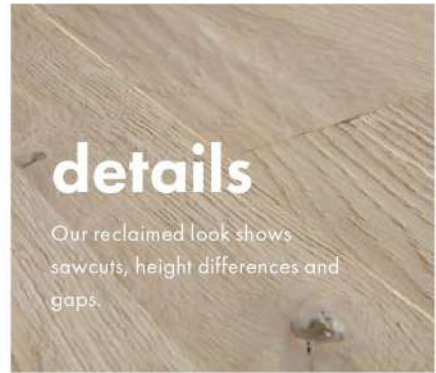 details
Our reclaimed look shows
sawcuts, height differences and
gaps.